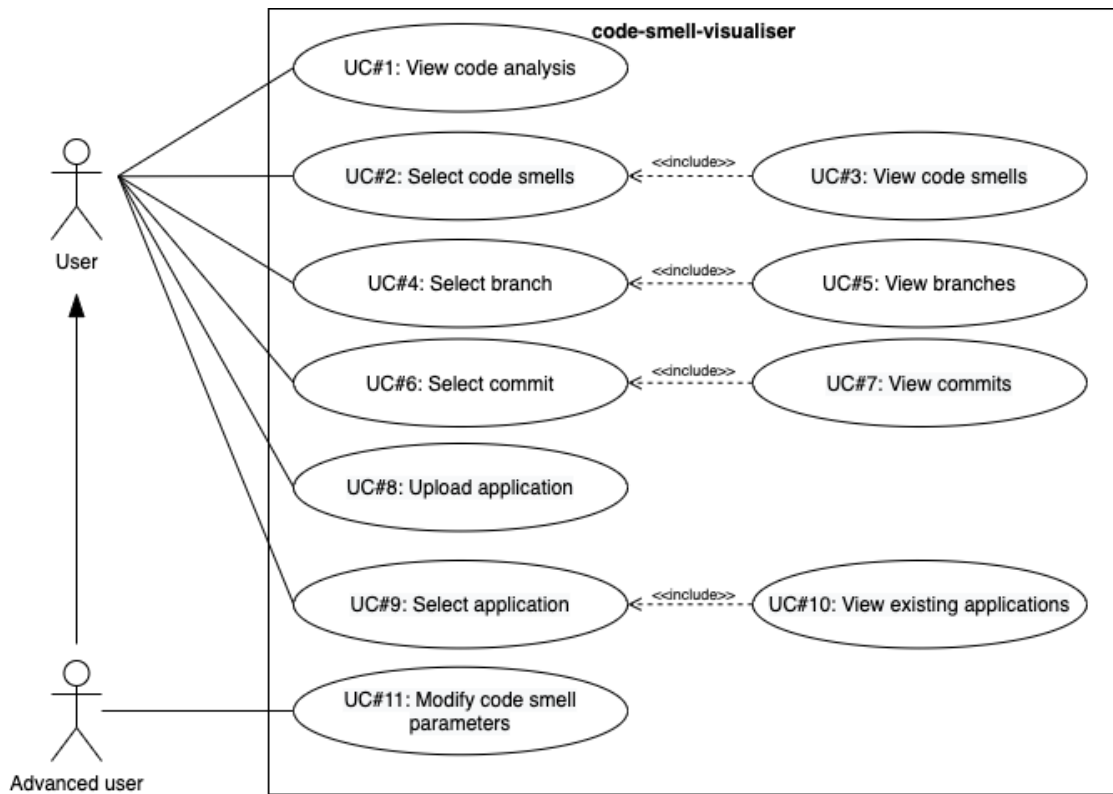 code-smell-visualiser
UC#1: View code analysis
UC#2: Select code smells
<<include>>
UC#3: View code smells
User
UC#4: Select branch
<<include>>
UC#5: View branches
UC#6: Select commit
<<include>>
UC#7: View commits
UC#8: Upload application
UC#9: Select application
<<include>>
UC#10: View existing applications
UC#11: Modify code smell
parameters
Advanced user